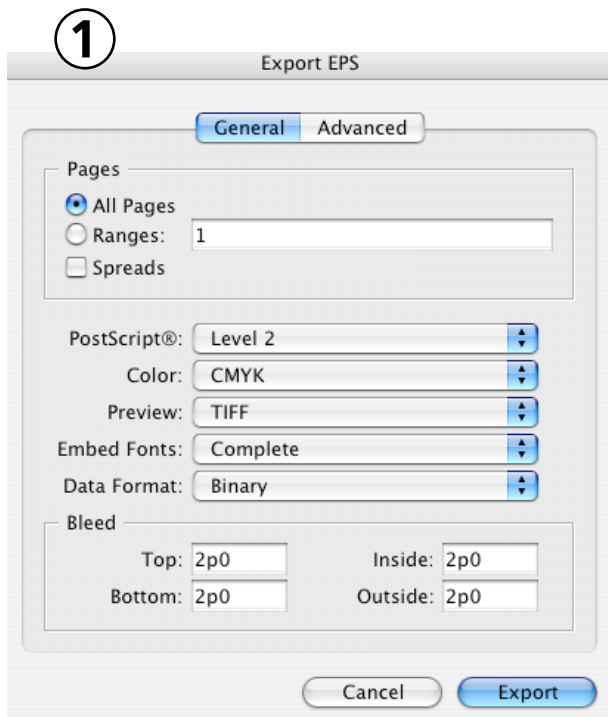 1
Export EPS
General Advanced
Pages
All Pages
Ranges: 1
Spreads
PostScript®: Level 2
Color: CMYK
Preview: TIFF
Embed Fonts: Complete
Data Format: Binary
Bleed
Top: 2p0 Inside: 2p0
Bottom: 2p0 Outside: 2p0
Cancel Export